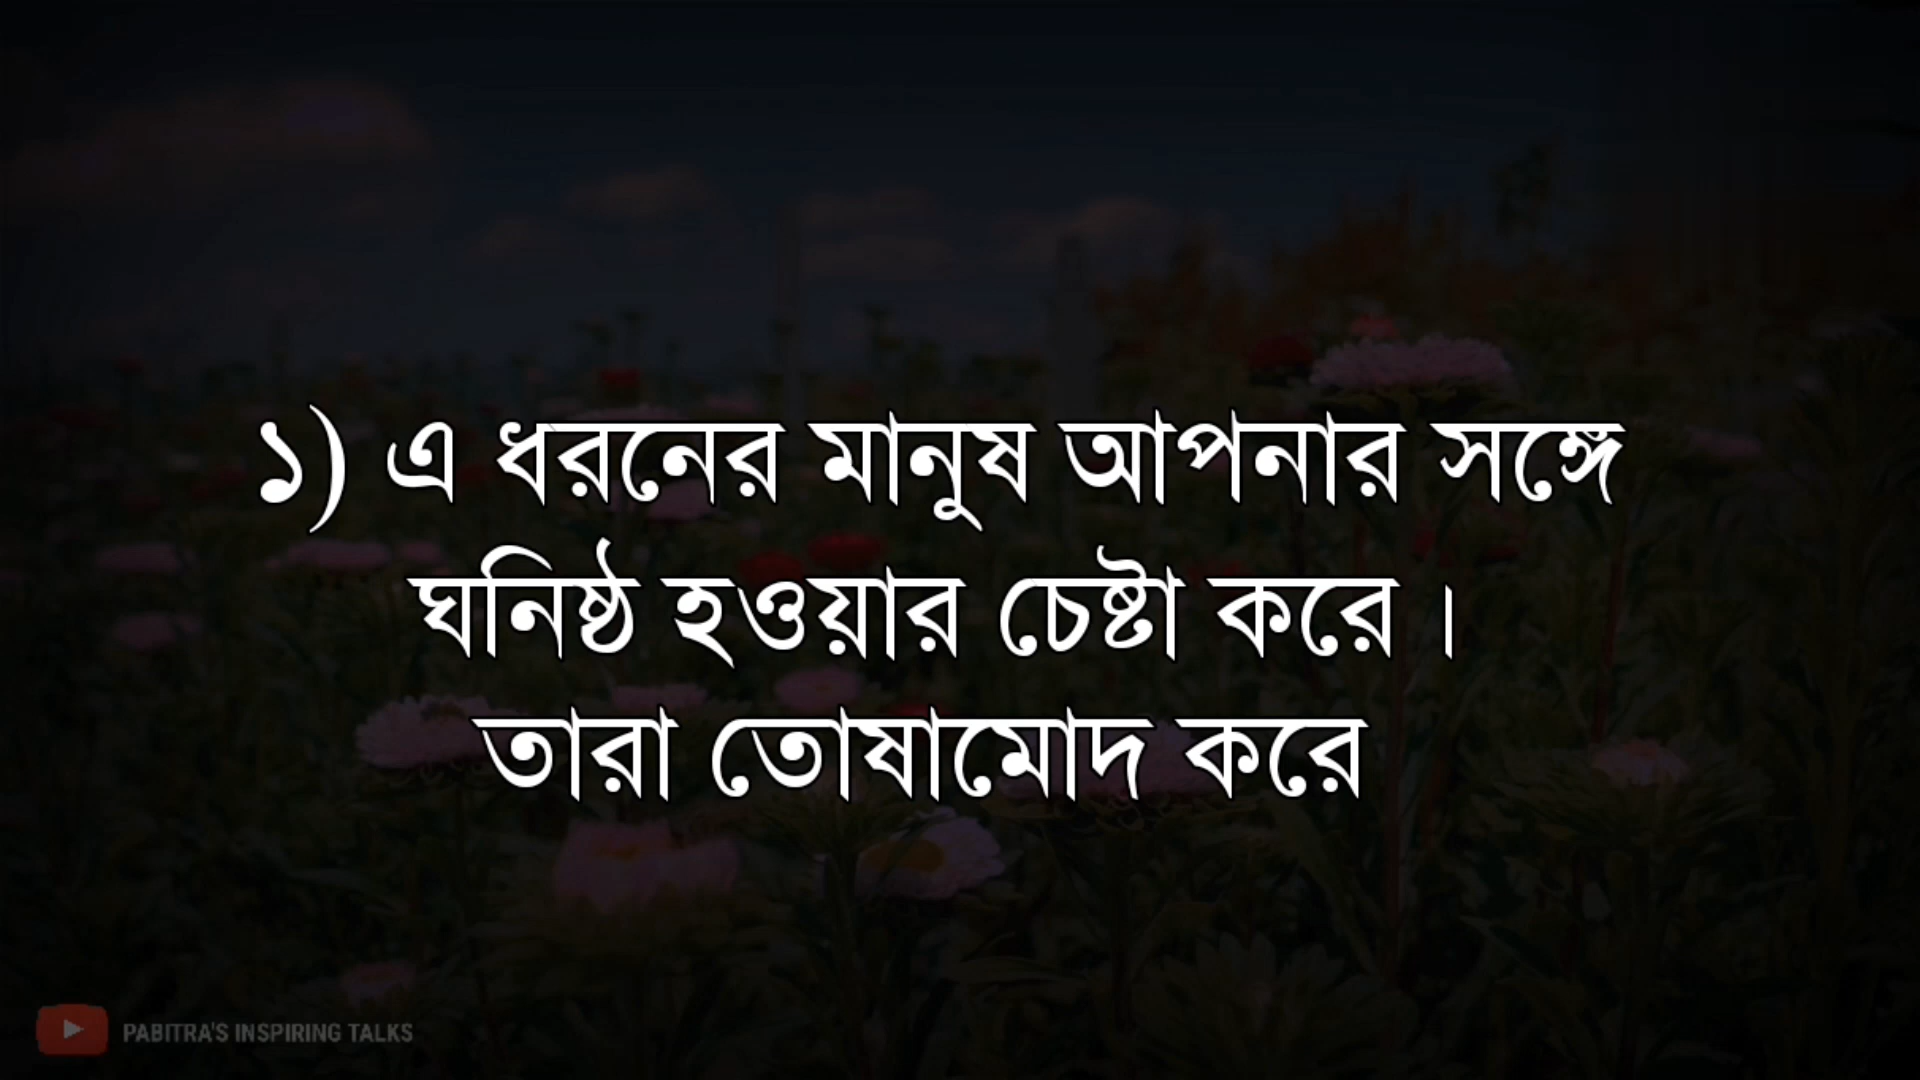 ১) এ ধরনের মানুষ আপনার সঙ্গে
ঘনিষ্ঠ হওয়ার চেষ্টা করে ।
তারা তোষামোদ করে
PABITRA'S INSPIRING TALKS